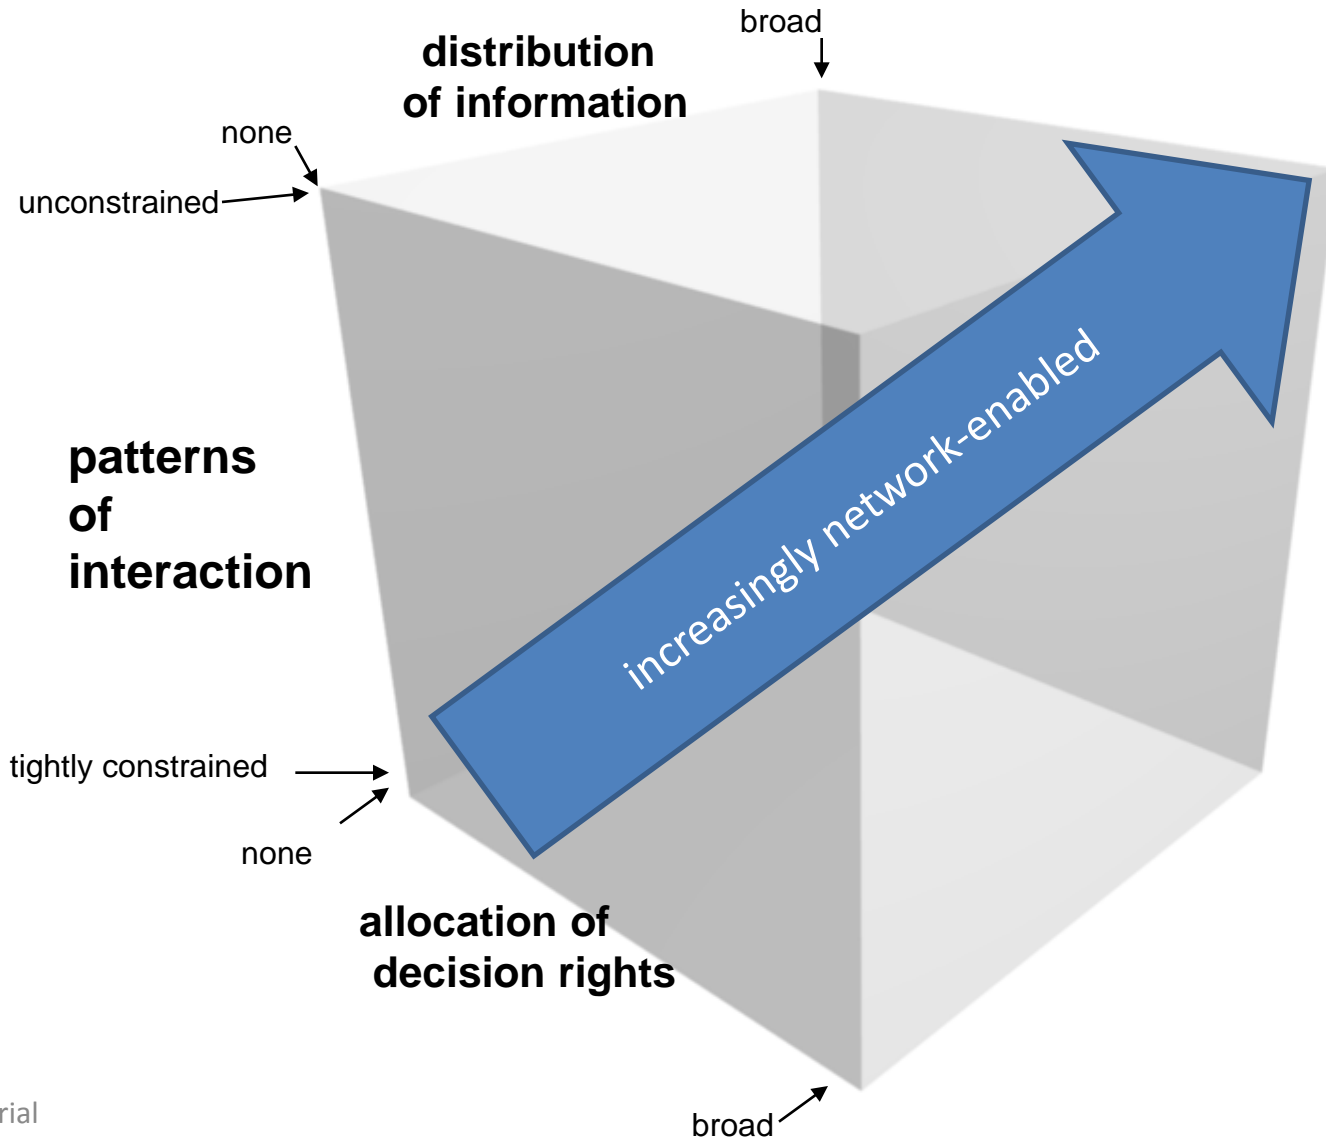 broad
distribution
of information
none
unconstrained
increasingly network-enabled
patterns
of
interaction
tightly constrained
none
allocation of
decision rights
rial
broad